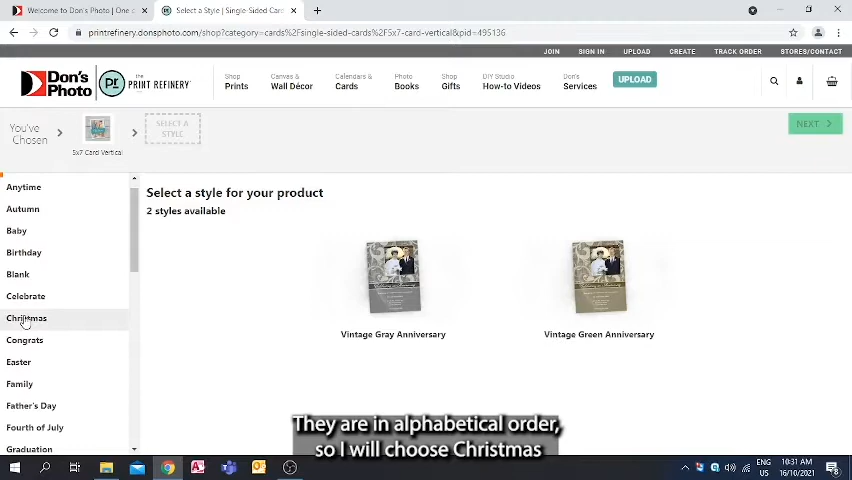 Welcome to Don's Photo | One o
Select a Style | Single-Sided Car
printrefinery.donsphoto.com/shop?category=cards%2Fsingle-sided-cards%2F5x7-card-vertical&pid=495136
JOIN SIGN IN UPLOAD CREATE TRACK ORDER STORES/CONTACT
Don's Photo
pr
the PRINT REFINERY
Shop Prints
Canvas & Wall Décor
Calendars & Cards
Photo Books
Shop Gifts
DIY Studio How-to Videos
Don's Services
UPLOAD
You've Chosen
5x7 Card Vertical
SELECT A STYLE
NEXT
Anytime
Autumn
Baby
Birthday
Blank
Celebrate
Christmas
Congrats
Easter
Family
Father's Day
Fourth of July
Graduation
Select a style for your product
2 styles available
Vintage Gray Anniversary
Vintage Green Anniversary
They are in alphabetical order,
so I will choose Christmas
ENG
US
10:31 AM
16/10/2021
8